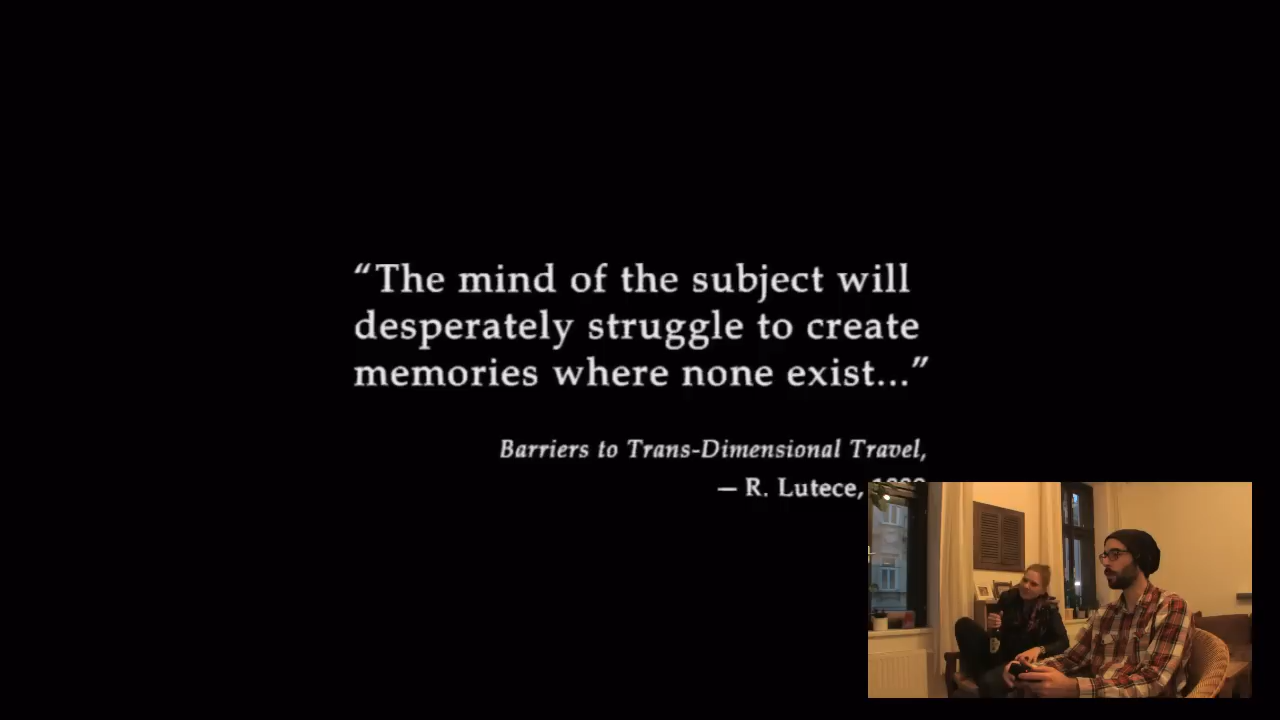 “The mind of the subject will
desperately struggle to create
memories where none exist...”
Barriers to Trans-Dimensional Travel,
— R. Lutece,